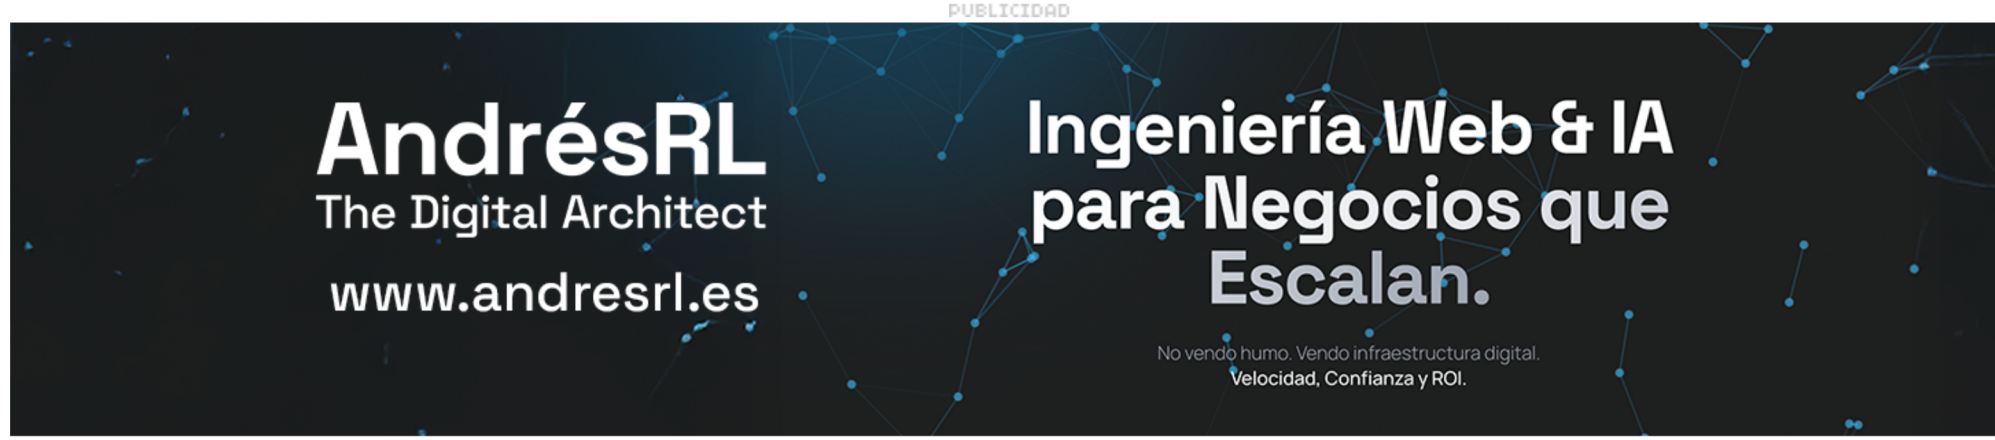 PUBLICIDAD
AndrésRL
The Digital Architect
www.andresrl.es
Ingeniería Web & IA
para Negocios que
Escalan.
No vendo humo. Vendo infraestructura digital.
Velocidad, Confianza y ROI.